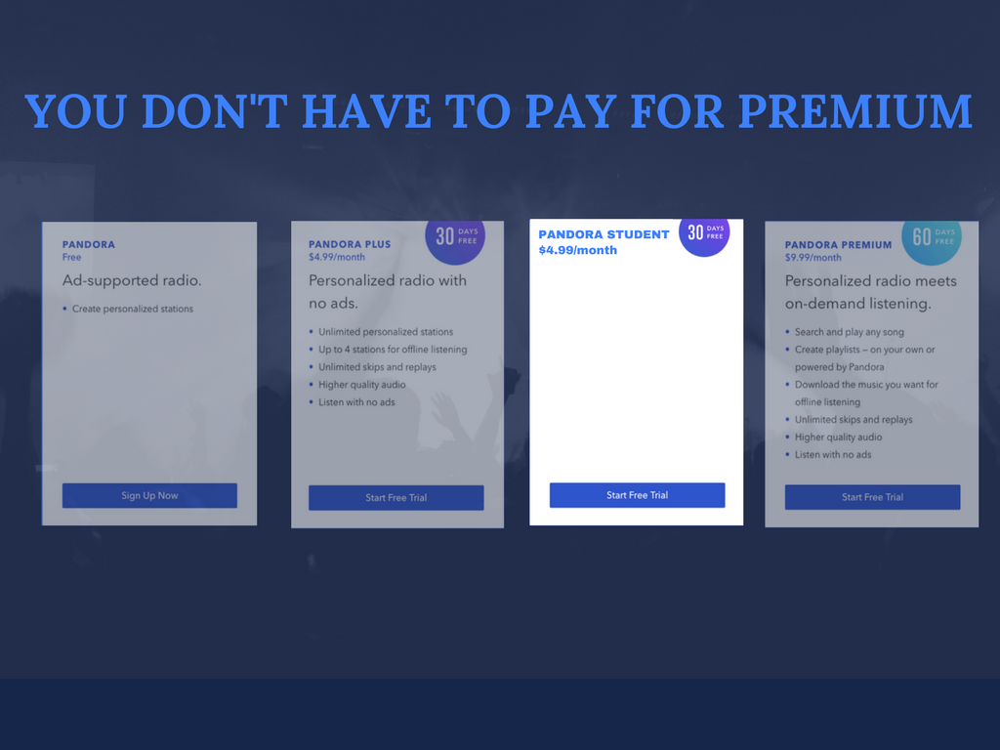 YOU DON'T HAVE TO PAY FOR PREMIUM
PANDORA
Free
Ad-supported radio.
• Create personalized stations
Sign Up Now
30 DAYS
FREE
PANDORA PLUS
$4.99/month
Personalized radio with
no ads.
• Unlimited personalized stations
• Up to 4 stations for offline listening
• Unlimited skips and replays
• Higher quality audio
• Listen with no ads
Start Free Trial
30 DAYS
FREE
PANDORA STUDENT
$4.99/month
Start Free Trial
60 DAYS
FREE
PANDORA PREMIUM
$9.99/month
Personalized radio meets
on-demand listening.
• Search and play any song
• Create playlists – on your own or
powered by Pandora
• Download the music you want for
offline listening
• Unlimited skips and replays
• Higher quality audio
• Listen with no ads
Start Free Trial